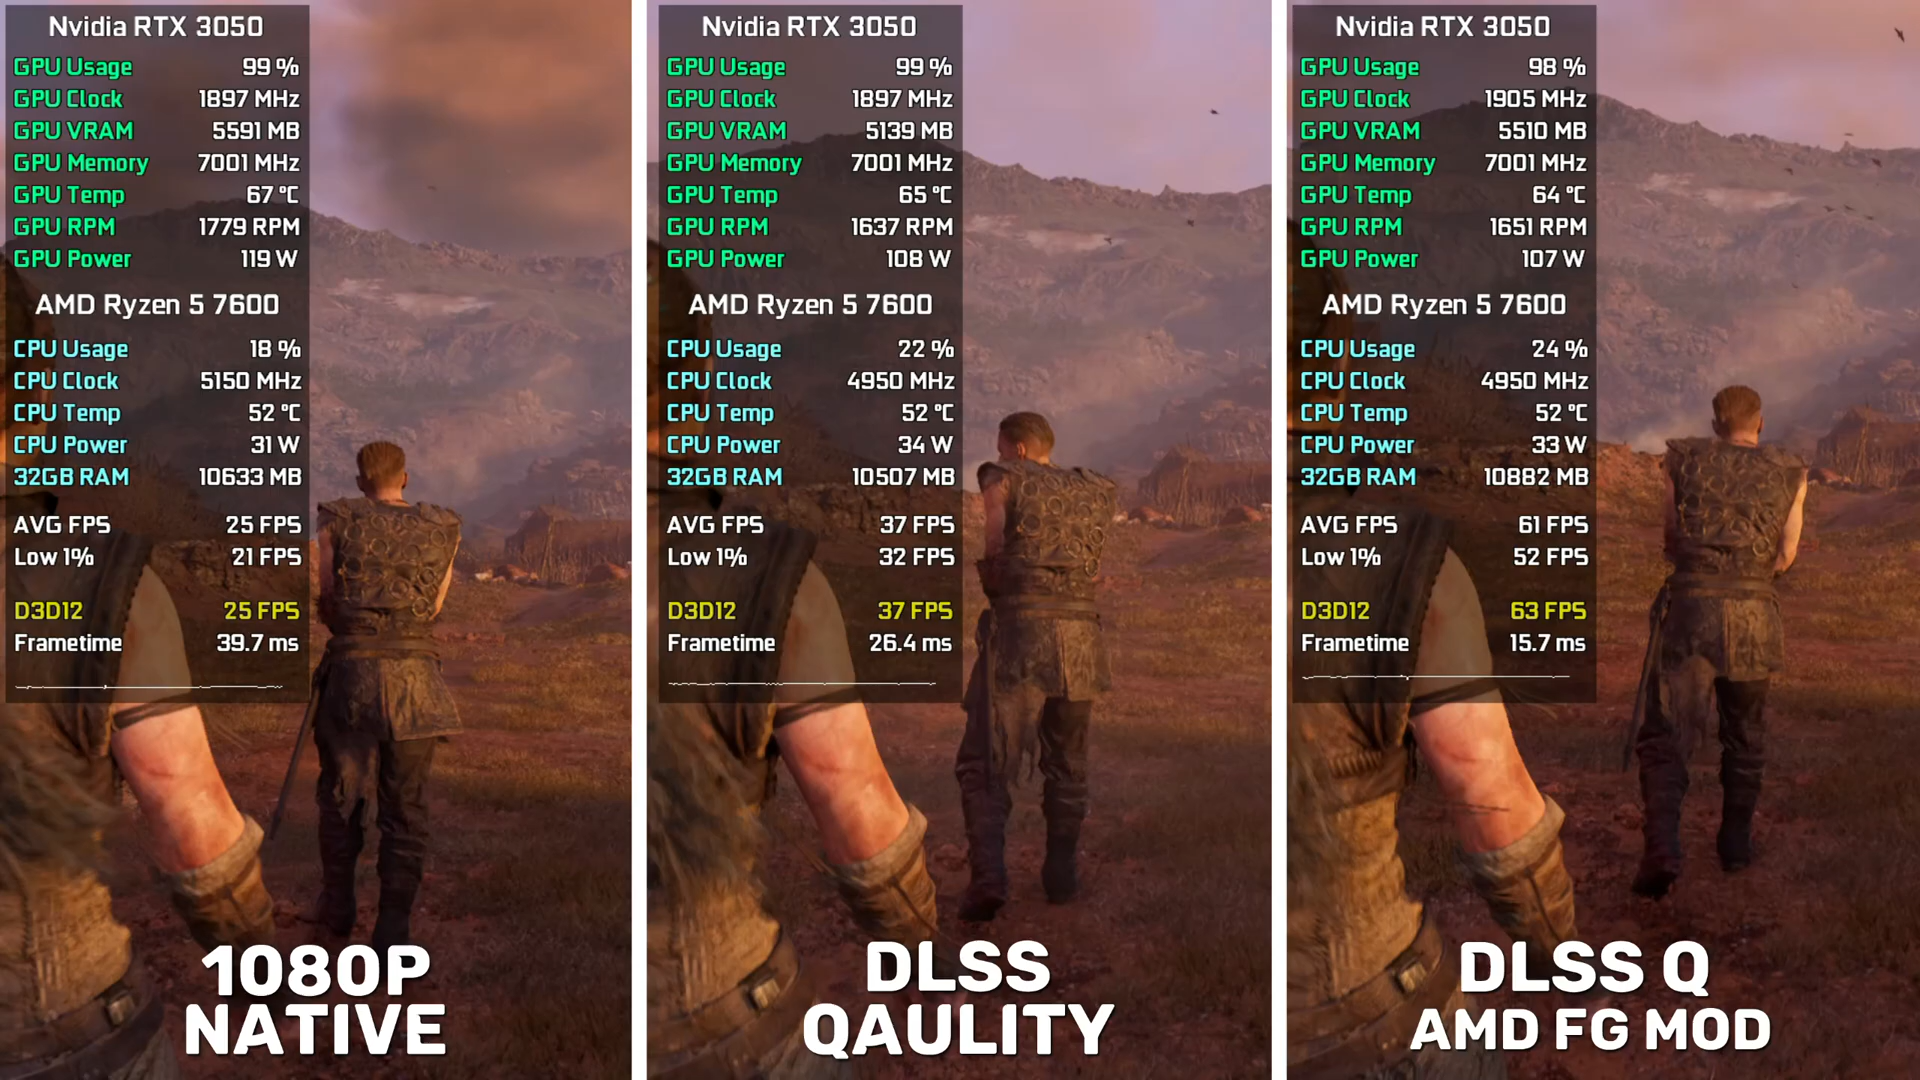 Nvidia RTX 3050
GPU Usage 99 %
GPU Clock 1897 MHz
GPU VRAM 5591 MB
GPU Memory 7001 MHz
GPU Temp 67 °C
GPU RPM 1779 RPM
GPU Power 119 W
AMD Ryzen 5 7600
CPU Usage 18 %
CPU Clock 5150 MHz
CPU Temp 52 °C
CPU Power 31 W
32GB RAM 10633 MB
AVG FPS 25 FPS
Low 1% 21 FPS
D3D12 25 FPS
Frametime 39.7 ms
1080P
NATIVE
Nvidia RTX 3050
GPU Usage 99 %
GPU Clock 1897 MHz
GPU VRAM 5139 MB
GPU Memory 7001 MHz
GPU Temp 65 °C
GPU RPM 1637 RPM
GPU Power 108 W
AMD Ryzen 5 7600
CPU Usage 22 %
CPU Clock 4950 MHz
CPU Temp 52 °C
CPU Power 34 W
32GB RAM 10507 MB
AVG FPS 37 FPS
Low 1% 32 FPS
D3D12 37 FPS
Frametime 26.4 ms
DLSS
QAULITY
Nvidia RTX 3050
GPU Usage 98 %
GPU Clock 1905 MHz
GPU VRAM 5510 MB
GPU Memory 7001 MHz
GPU Temp 64 °C
GPU RPM 1651 RPM
GPU Power 107 W
AMD Ryzen 5 7600
CPU Usage 24 %
CPU Clock 4950 MHz
CPU Temp 52 °C
CPU Power 33 W
32GB RAM 10882 MB
AVG FPS 61 FPS
Low 1% 52 FPS
D3D12 63 FPS
Frametime 15.7 ms
DLSS Q
AMD FG MOD